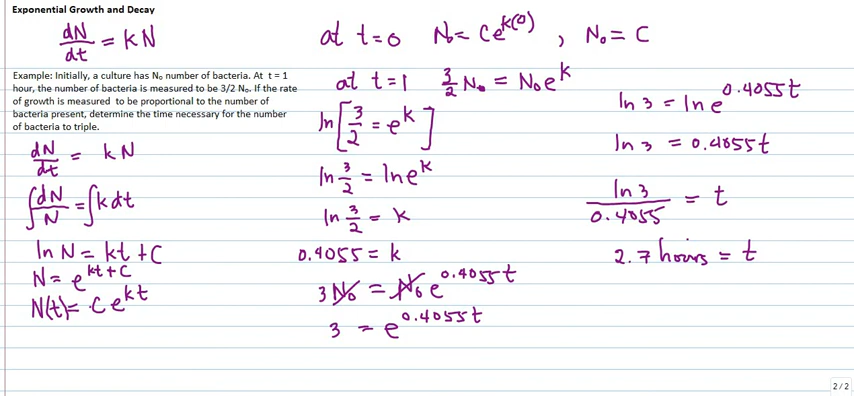 Exponential Growth and Decay
dN/dt = kN
Example: Initially, a culture has N₀ number of bacteria. At t = 1
hour, the number of bacteria is measured to be 3/2 N₀. If the rate
of growth is measured to be proportional to the number of
bacteria present, determine the time necessary for the number
of bacteria to triple.
dN/dt = kN
∫dN/N = ∫kdt
ln N = kt + C
N = e^(kt+C)
N(t) = Ce^(kt)
at t=0 N₀ = Ce^(k(0)) , N₀ = C
at t=1 3/2 N₀ = N₀e^k
ln[3/2 = e^k]
ln 3/2 = ln e^k
ln 3/2 = k
0.4055 = k
3N₀ = N₀e^(0.4055t)
3 = e^(0.4055t)
ln 3 = ln e^(0.4055t)
ln 3 = 0.4055t
ln 3/0.4055 = t
2.7 hours = t
2 / 2